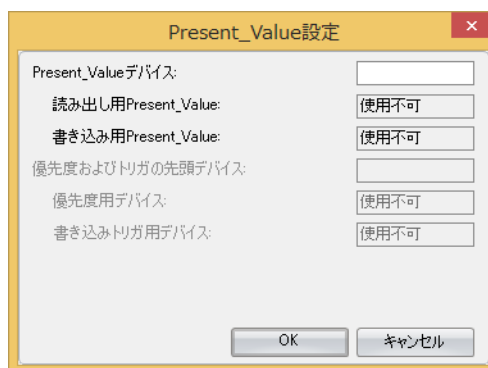 Present_Value設定
Present_Valueデバイス:
読み出し用Present_Value: 使用不可
書き込み用Present_Value: 使用不可
優先度およびトリガの先頭デバイス:
優先度用デバイス: 使用不可
書き込みトリガ用デバイス: 使用不可
OK キャンセル